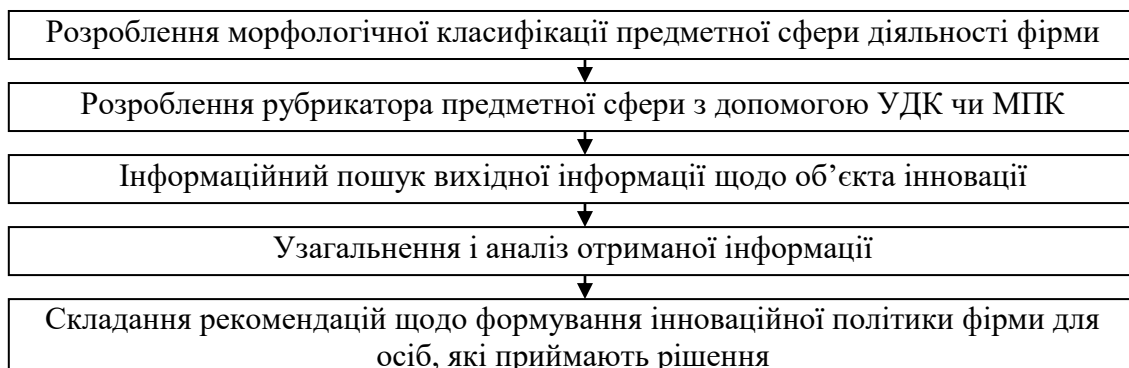 Розроблення морфологічної класифікації предметної сфери діяльності фірми
Розроблення рубрикатора предметної сфери з допомогою УДК чи МПК
Інформаційний пошук вихідної інформації щодо об’єкта інновації
Узагальнення і аналіз отриманої інформації
Складання рекомендацій щодо формування інноваційної політики фірми для
осіб, які приймають рішення